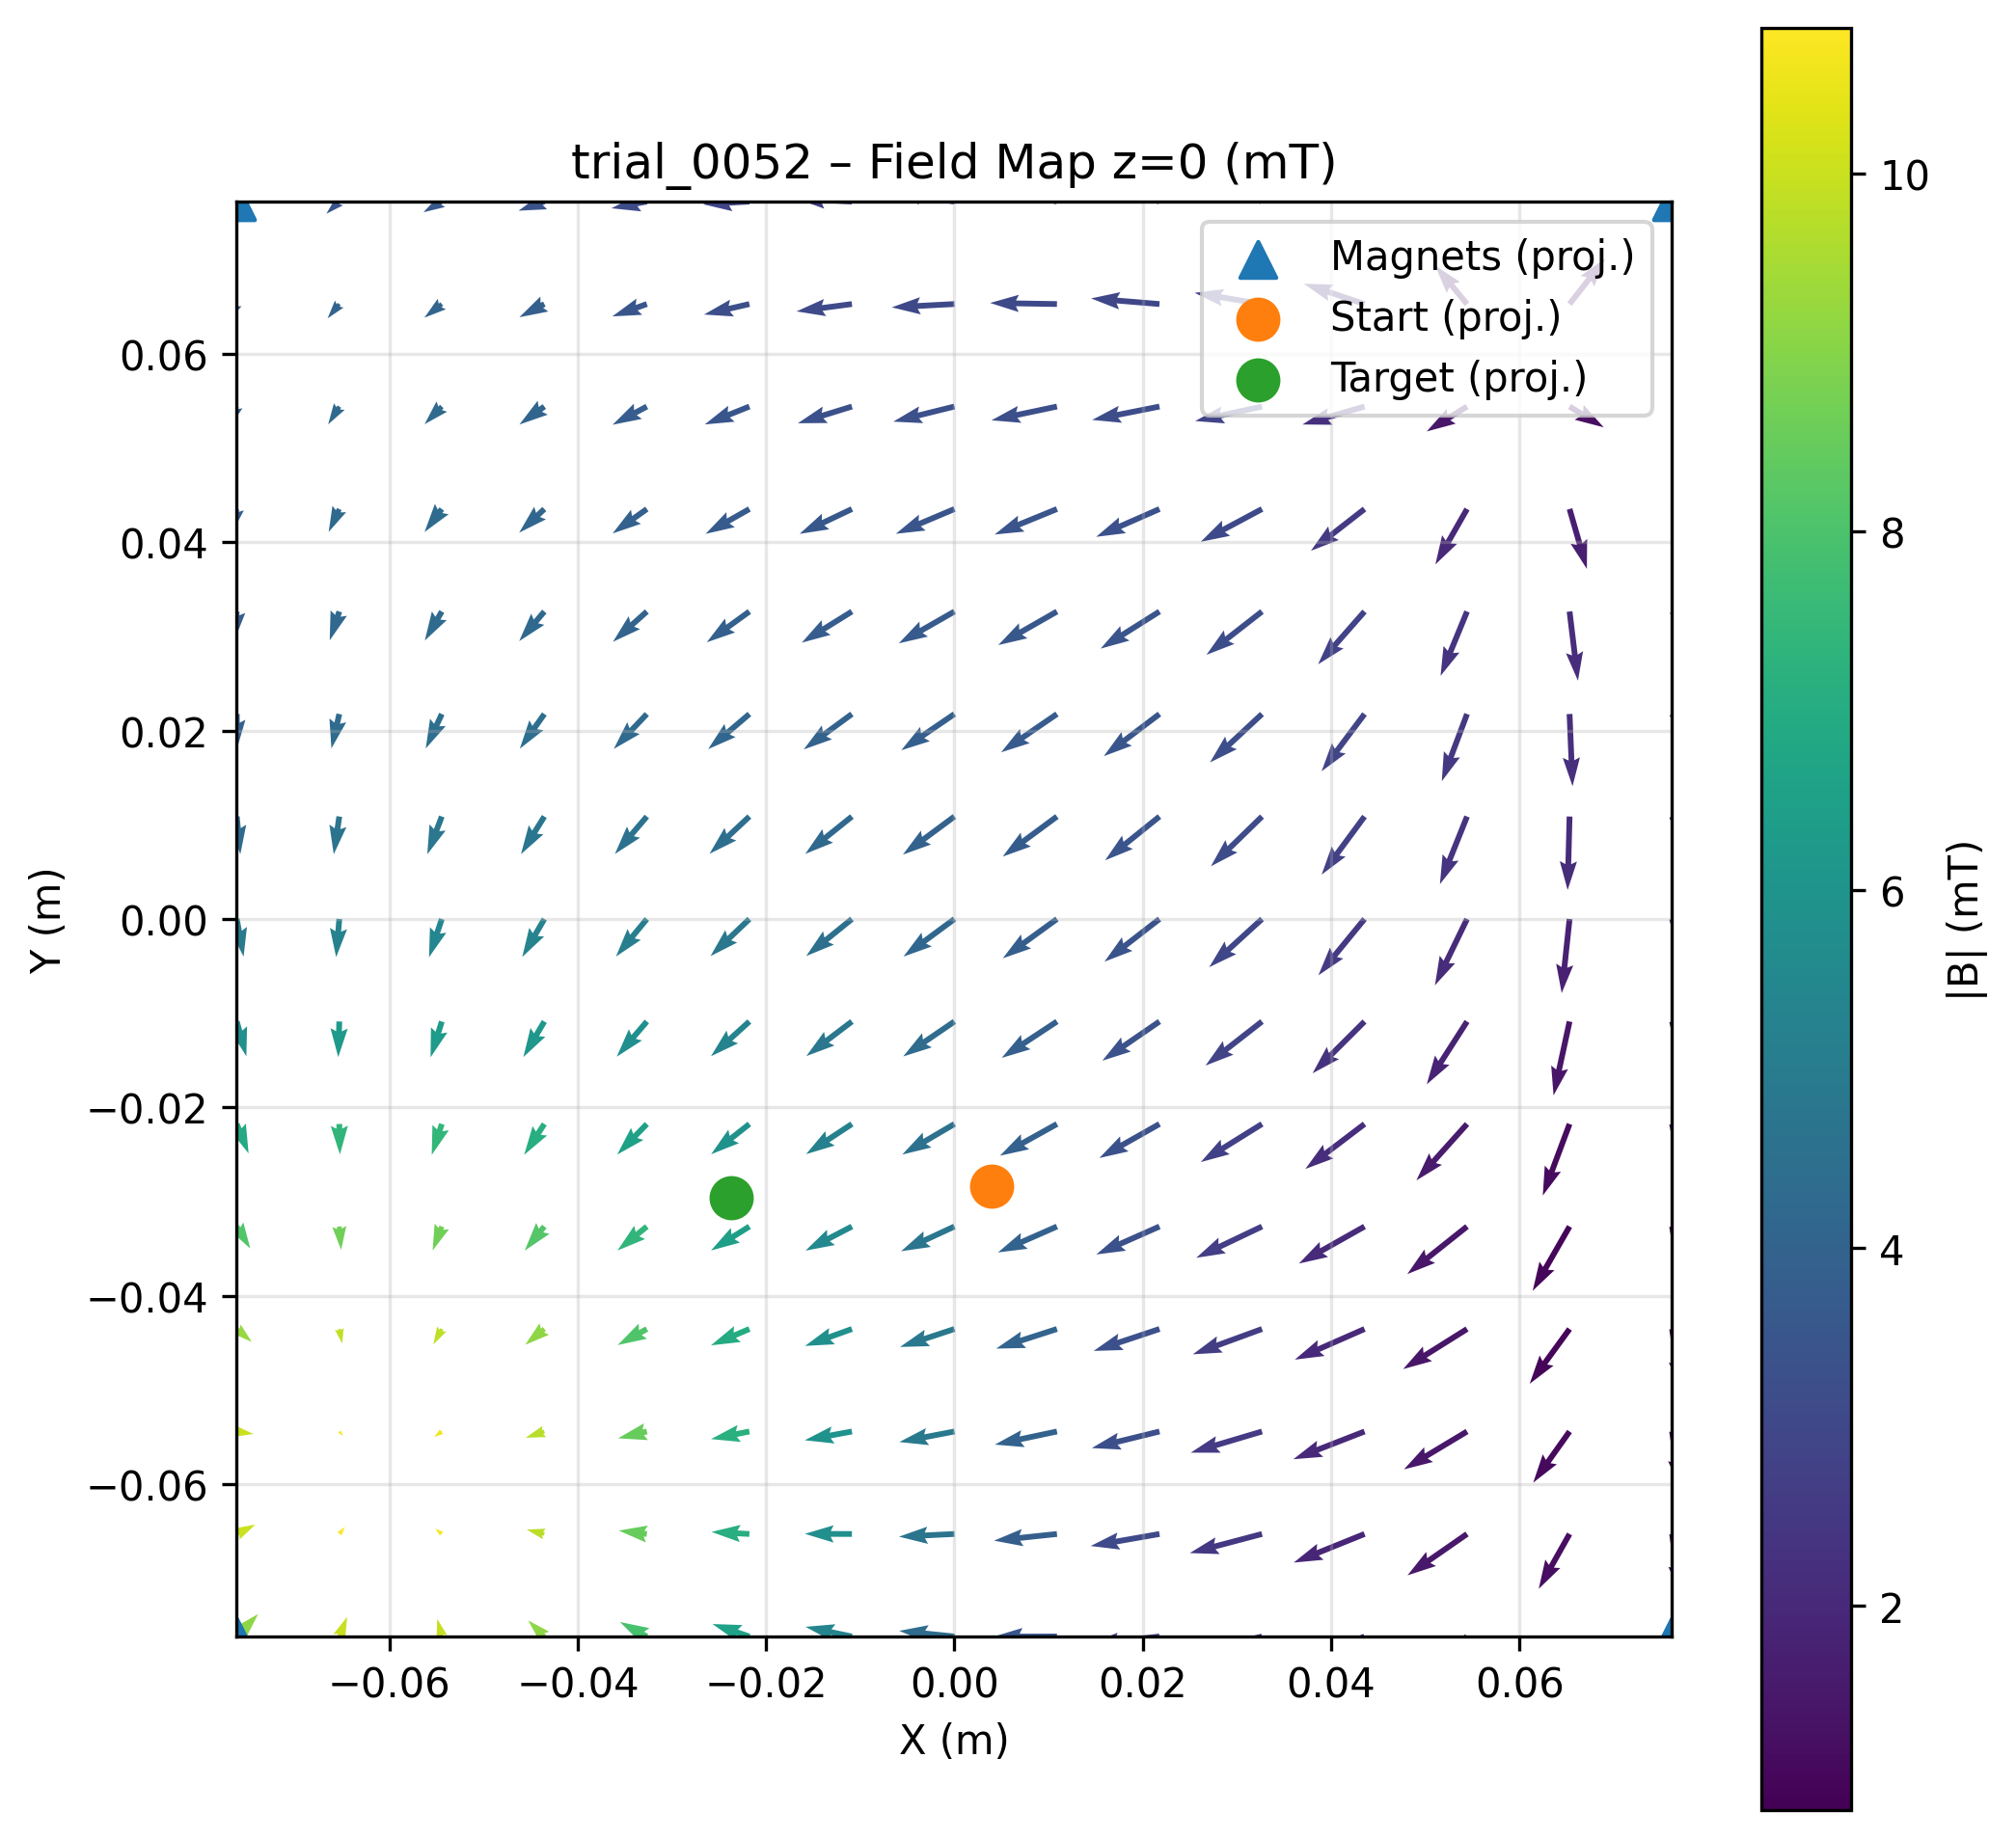 trial_0052 – Field Map z=0 (mT)
Magnets (proj.)
Start (proj.)
Target (proj.)
Y (m)
0.06
0.04
0.02
0.00
−0.02
−0.04
−0.06
−0.06 −0.04 −0.02 0.00 0.02 0.04 0.06
X (m)
10
8
6
4
2
|B| (mT)